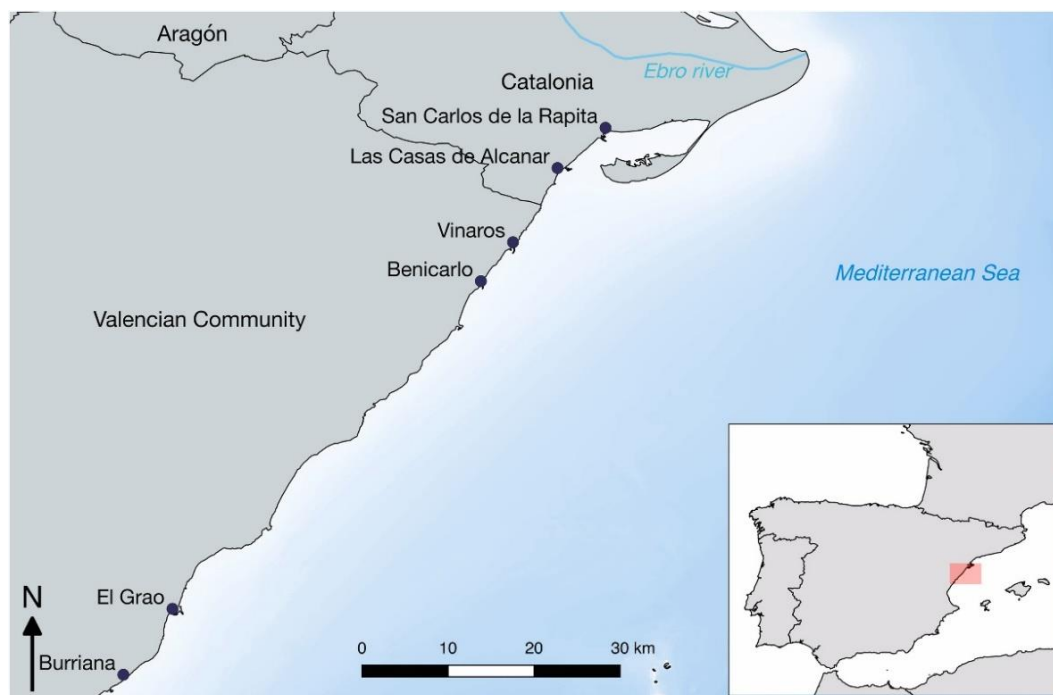 Aragón
Ebro river
Catalonia
San Carlos de la Rapita
Las Casas de Alcanar
Vinaros
Benicarlo
Mediterranean Sea
Valencian Community
N
El Grao
Burriana
0 10 20 30 km